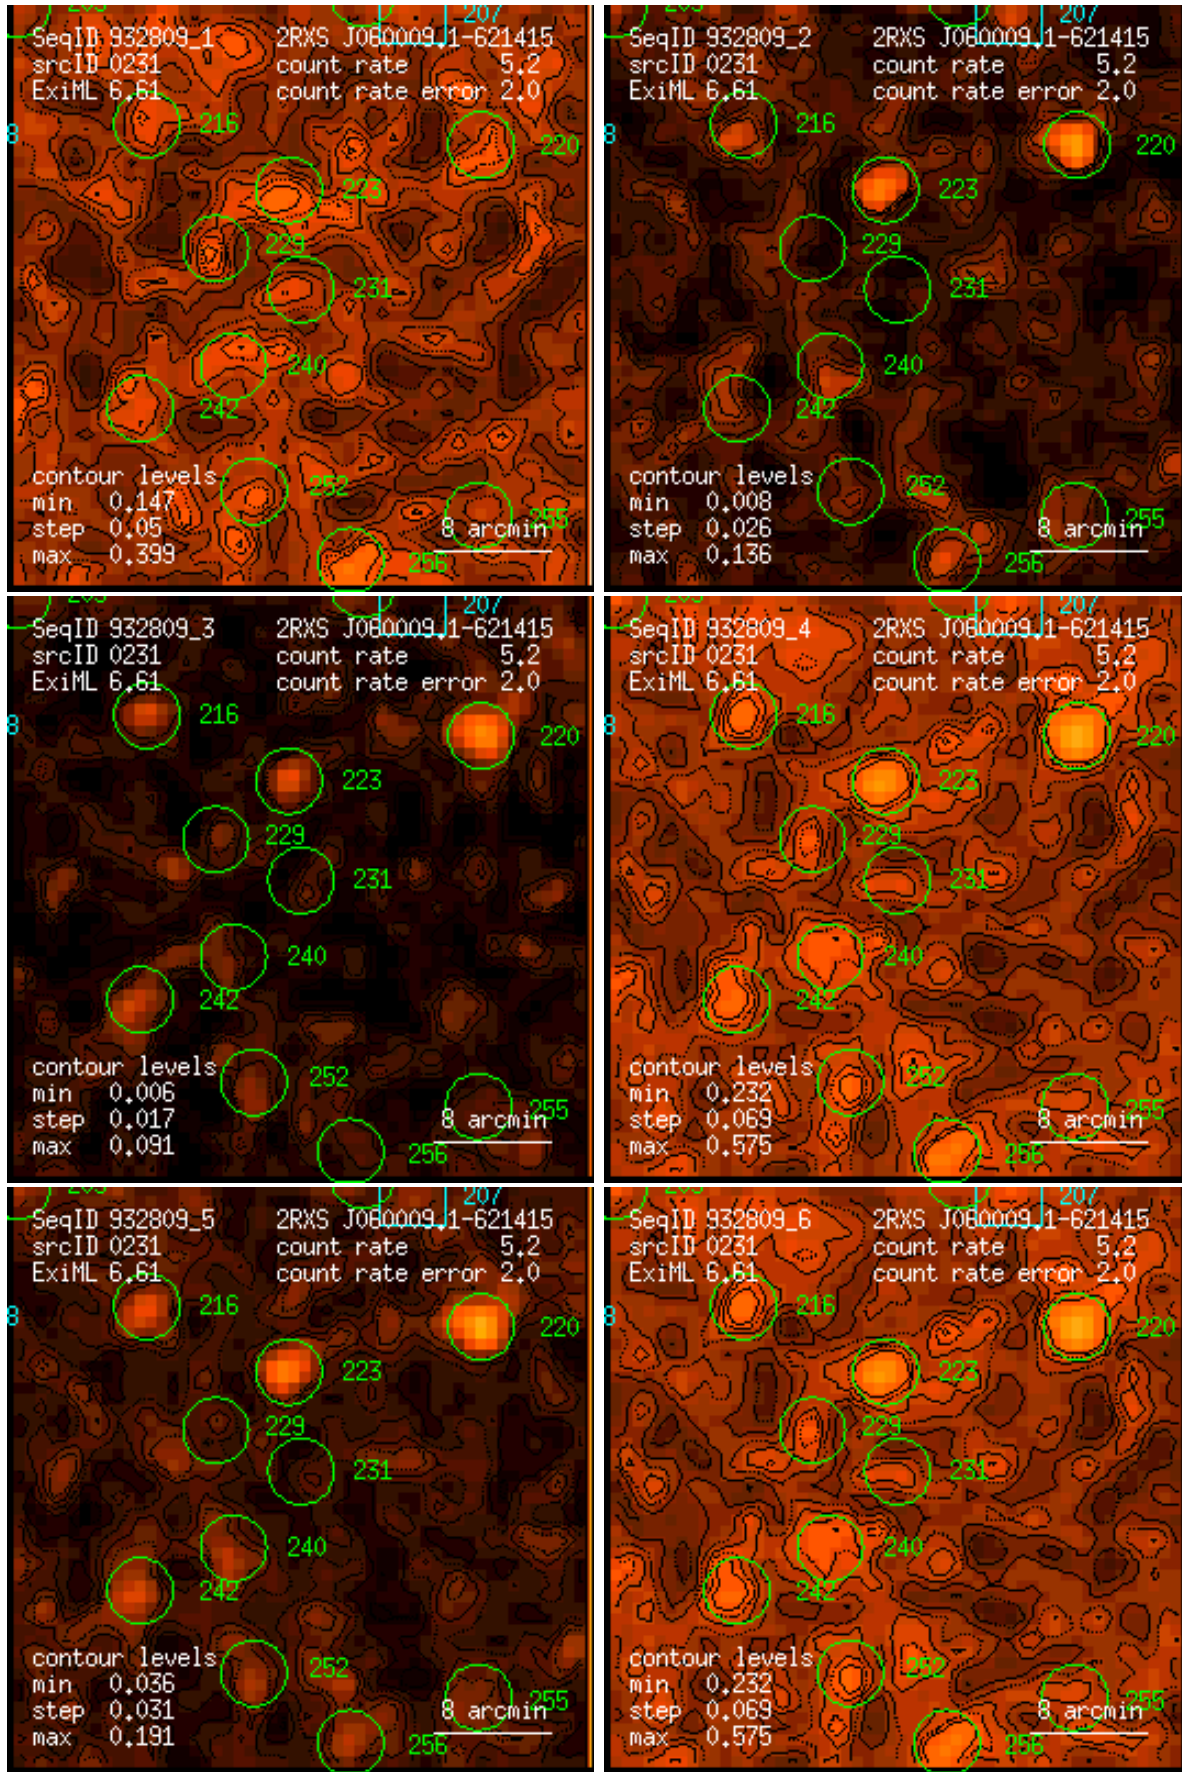 207
SeqID 932809_1 2RXS J060009.1-621415
srcID 0231 count rate 5.2
ExiML 6.61 count rate error 2.0
216
8
220
223
229
231
240
242
contour levels
252
min 0.147
step 0.05
255
8 arcmin
max 0.399
256
207
SeqID 932809_2 2RXS J060009.1-621415
srcID 0231 count rate 5.2
ExiML 6.61 count rate error 2.0
216
8
220
223
229
231
240
242
contour levels
252
min 0.008
step 0.026
255
8 arcmin
max 0.136
256
207
SeqID 932809_3 2RXS J060009.1-621415
srcID 0231 count rate 5.2
ExiML 6.61 count rate error 2.0
216
8
220
223
229
231
240
242
contour levels
252
min 0.006
step 0.017
255
8 arcmin
max 0.091
256
207
SeqID 932809_4 2RXS J060009.1-621415
srcID 0231 count rate 5.2
ExiML 6.61 count rate error 2.0
216
8
220
223
229
231
240
242
contour levels
252
min 0.232
step 0.069
255
8 arcmin
max 0.575
256
207
SeqID 932809_5 2RXS J060009.1-621415
srcID 0231 count rate 5.2
ExiML 6.61 count rate error 2.0
216
8
220
223
229
231
240
242
contour levels
252
min 0.036
step 0.031
255
8 arcmin
max 0.191
256
207
SeqID 932809_6 2RXS J060009.1-621415
srcID 0231 count rate 5.2
ExiML 6.61 count rate error 2.0
216
8
220
223
229
231
240
242
contour levels
252
min 0.232
step 0.069
255
8 arcmin
max 0.575
256